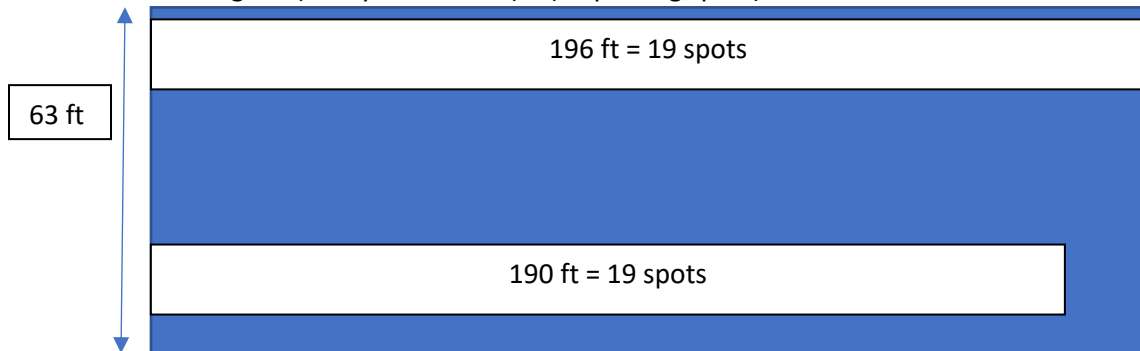 196 ft = 19 spots
63 ft
190 ft = 19 spots